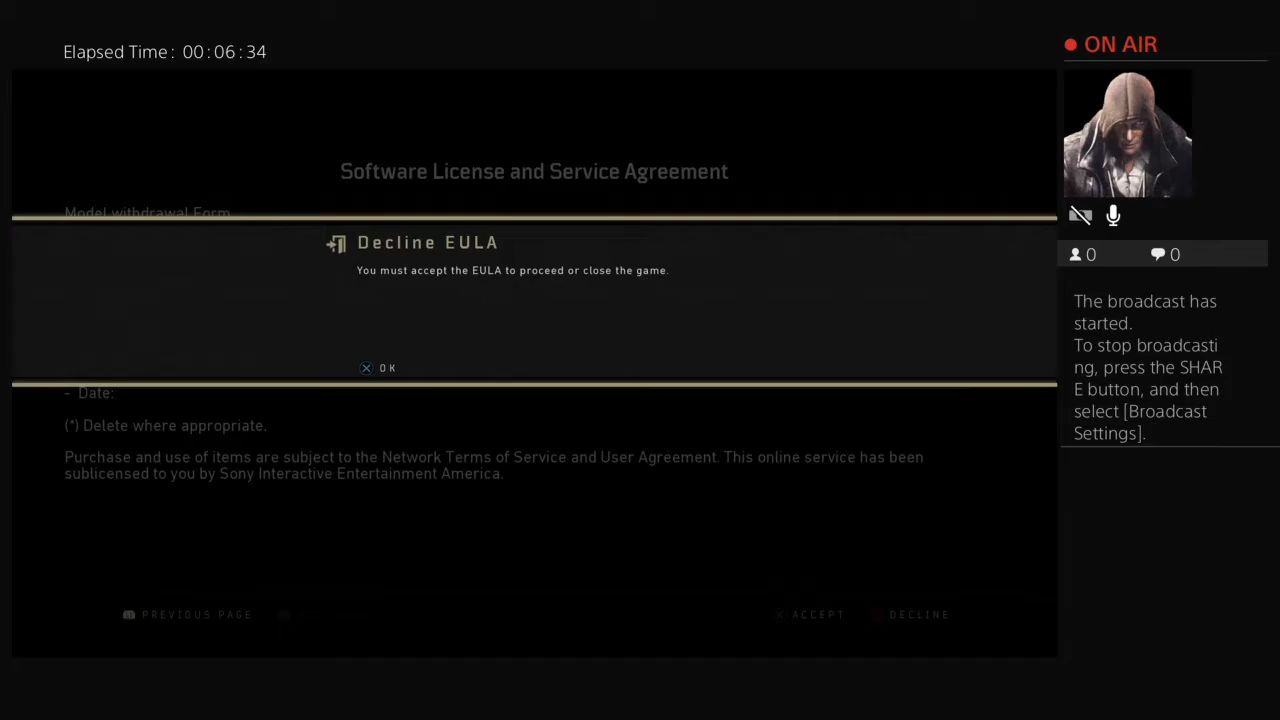 Elapsed Time: 00:06:34
ON AIR
Software License and Service Agreement
Model withdrawal Form
Decline EULA
You must accept the EULA to proceed or close the game.
OK
- Date:
(*) Delete where appropriate.
Purchase and use of items are subject to the Network Terms of Service and User Agreement. This online service has been
sublicensed to you by Sony Interactive Entertainment America.
PREVIOUS PAGE
ACCEPT
DECLINE
0
0
The broadcast has
started.
To stop broadcasti
ng, press the SHAR
E button, and then
select [Broadcast
Settings].